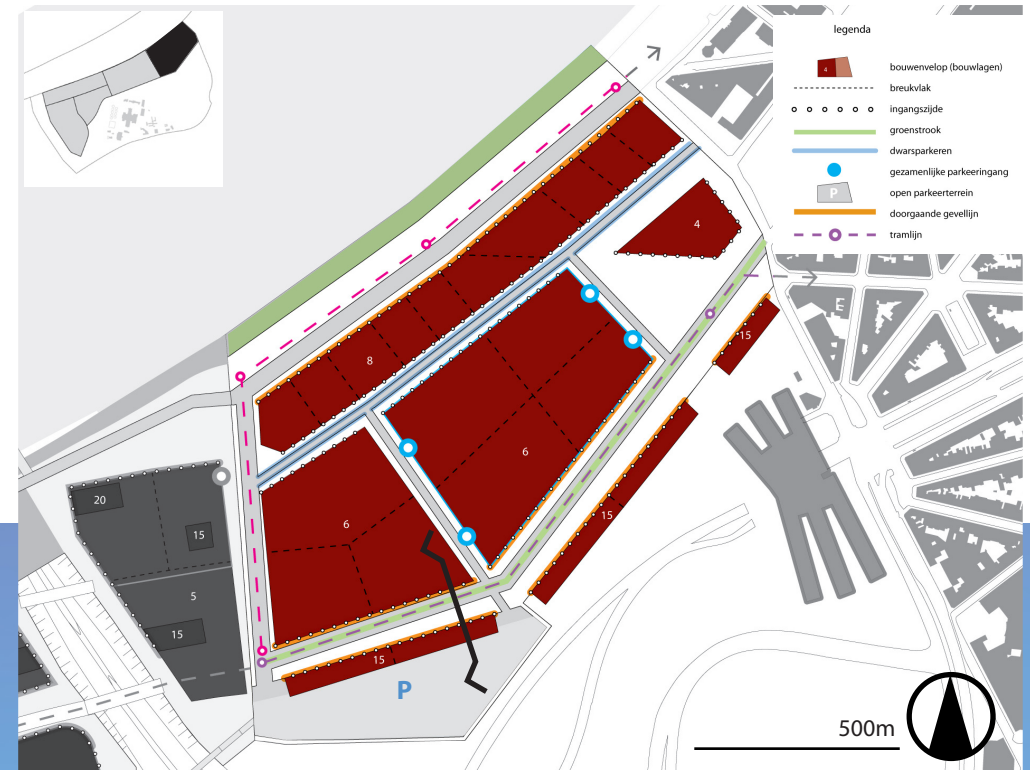 legenda
4
bouwenvelop (bouwlagen)
breukvlak
ingangszijde
groenstrook
dwarsparkeren
gezamenlijke parkeeringang
P
open parkeerterrein
doorgaande gevellijn
tramlijn
4
E
15
8
6
20
6
15
15
5
15
15
P
500m